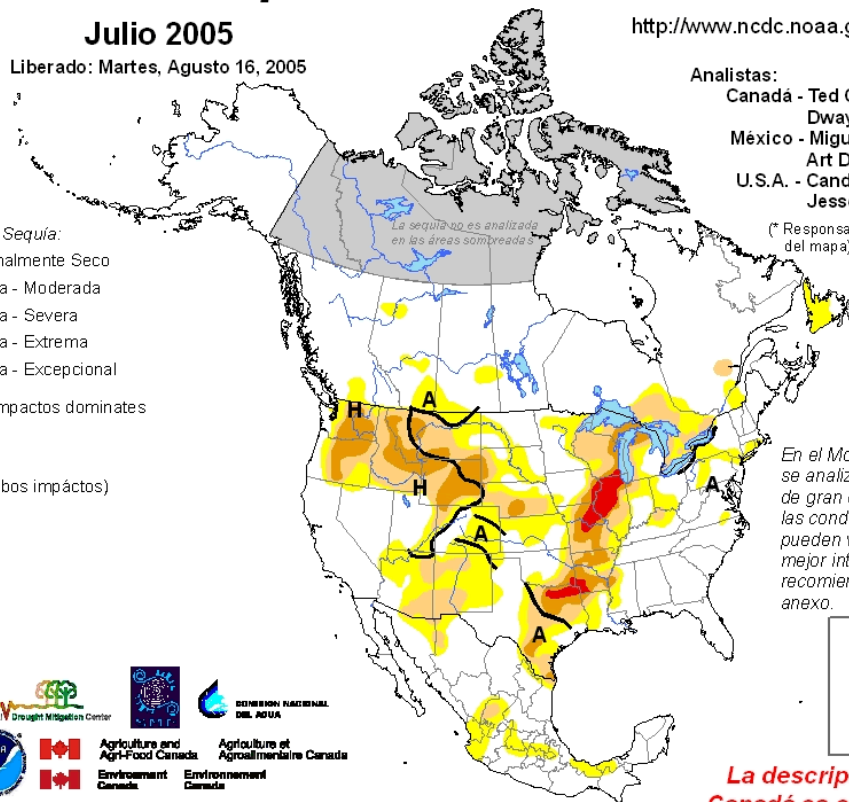 Julio 2005
Liberado: Martes, Agusto 16, 2005
http://www.ncdc.noaa.g
Analistas:
Canadá - Ted
Dway
México - Migu
Art D
U.S.A. - Cand
Jess
(* Responsa
del mapa)
La sequía no es analizada
en las áreas sombreadas
Sequía:
nalmente Seco
a - Moderada
a - Severa
a - Extrema
a - Excepcional
mpactos dominates
bos impáctos)
H
A
H
A
A
A
En el Mo
se analiz
de gran
las cond
pueden v
mejor int
recomier
anexo.
Drought Mitigation Center
COMISION NACIONAL
DEL AGUA
Agriculture and
Agri-Food Canada
Agriculture et
Agroalimentaire Canada
Environment
Canada
Environnement
Canada
La descrip